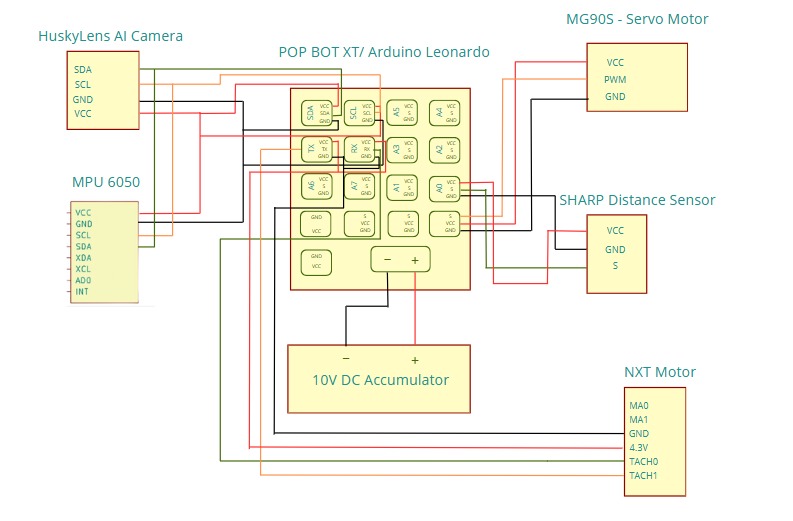 MG90S - Servo Motor
HuskyLens AI Camera
POP BOT XT/ Arduino Leonardo
SDA
SCL
GND
VCC
VCC
PWM
GND
SDA
VCC
SDA
GND
SCL
VCC
SCL
GND
A5
VCC
S
GND
A4
VCC
S
GND
TX
VCC
TX
GND
RX
VCC
RX
GND
A3
VCC
S
GND
A2
VCC
S
GND
A6
VCC
S
GND
A7
VCC
S
GND
A1
VCC
S
GND
A0
VCC
S
GND
GND
VCC
S
VCC
GND
S
VCC
GND
S
VCC
GND
GND
VCC
− +
MPU 6050
VCC
GND
SCL
SDA
XDA
XCL
AD0
INT
SHARP Distance Sensor
VCC
GND
S
− +
10V DC Accumulator
NXT Motor
MA0
MA1
GND
4.3V
TACH0
TACH1